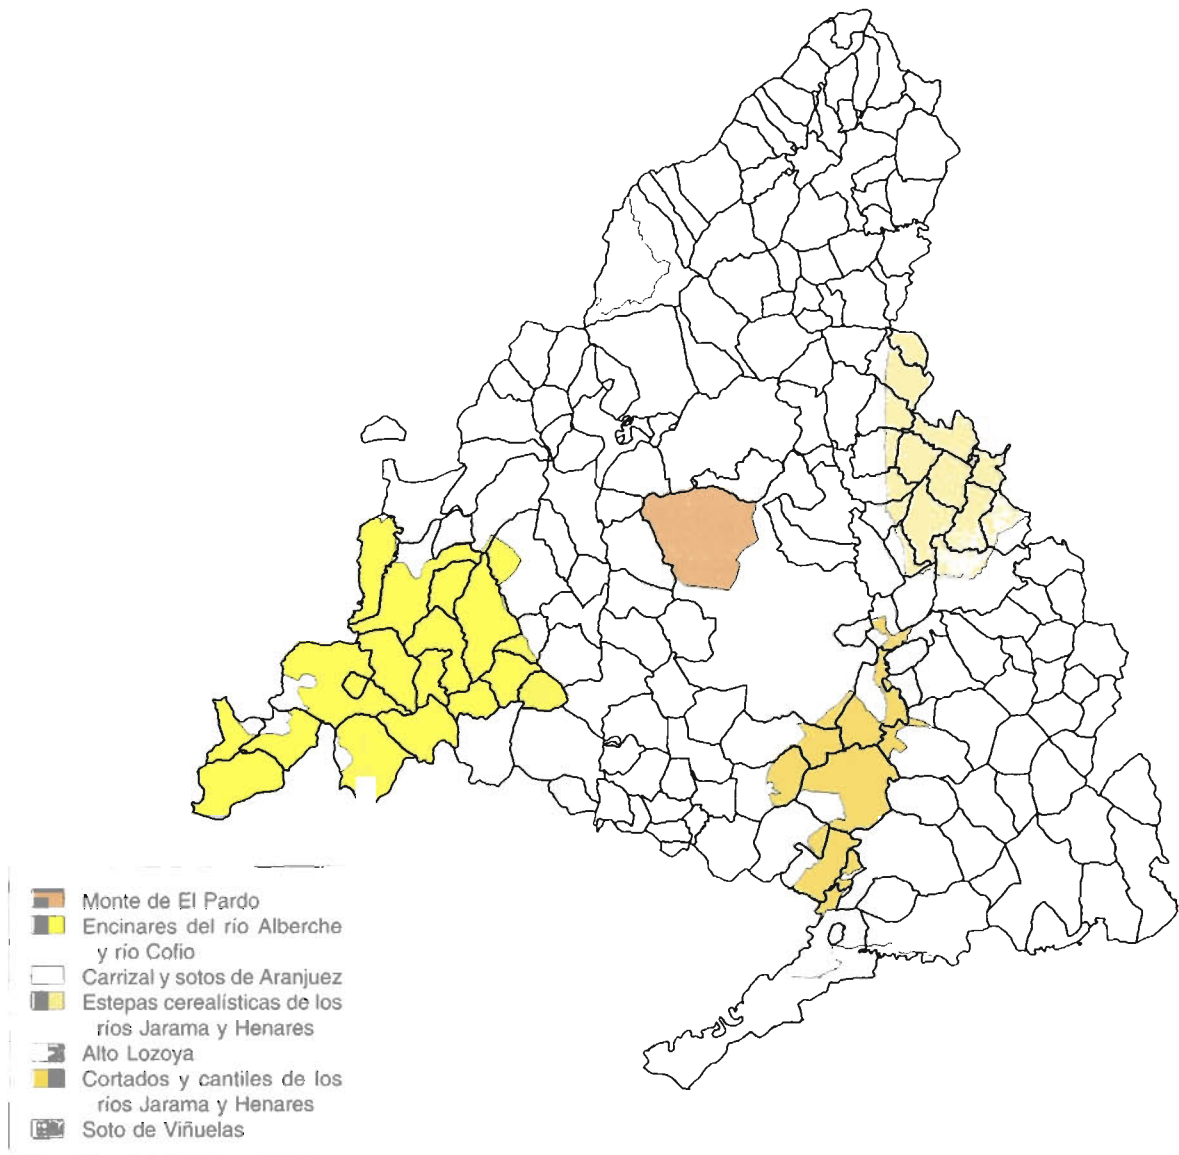 Monte de El Pardo
Encinares del río Alberche
y río Cofio
Carrizal y sotos de Aranjuez
Estepas cerealísticas de los
ríos Jarama y Henares
Alto Lozoya
Cortados y cantiles de los
ríos Jarama y Henares
Soto de Viñuelas